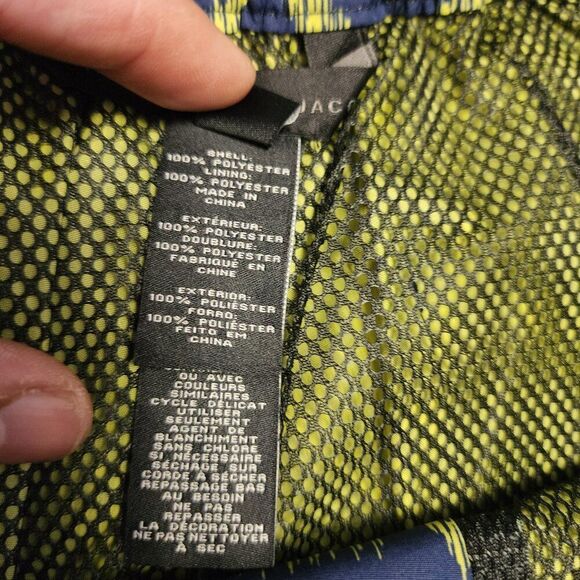 JACO
SHELL:
100% POLYESTER
LINING:
100% POLYESTER
MADE IN
CHINA
EXTÉRIEUR:
100% POLYESTER
DOUBLURE:
100% POLYESTER
FABRIQUÉ EN
CHINE
EXTERIOR:
100% POLIÉSTER
FORRO:
100% POLIÉSTER
FEITO EM
CHINA
OU AVEC
COULEURS
SIMILAIRES
CYCLE DÉLICAT
UTILISER
SEULEMENT
AGENT DE
BLANCHIMENT
SANS CHLORE
SI NÉCESSAIRE
SÉCHAGE SUR
CORDE À SÉCHER
REPASSAGE BAS
AU BESOIN
NE PAS
REPASSER
LA DÉCORATION
NE PAS NETTOYER
À SEC